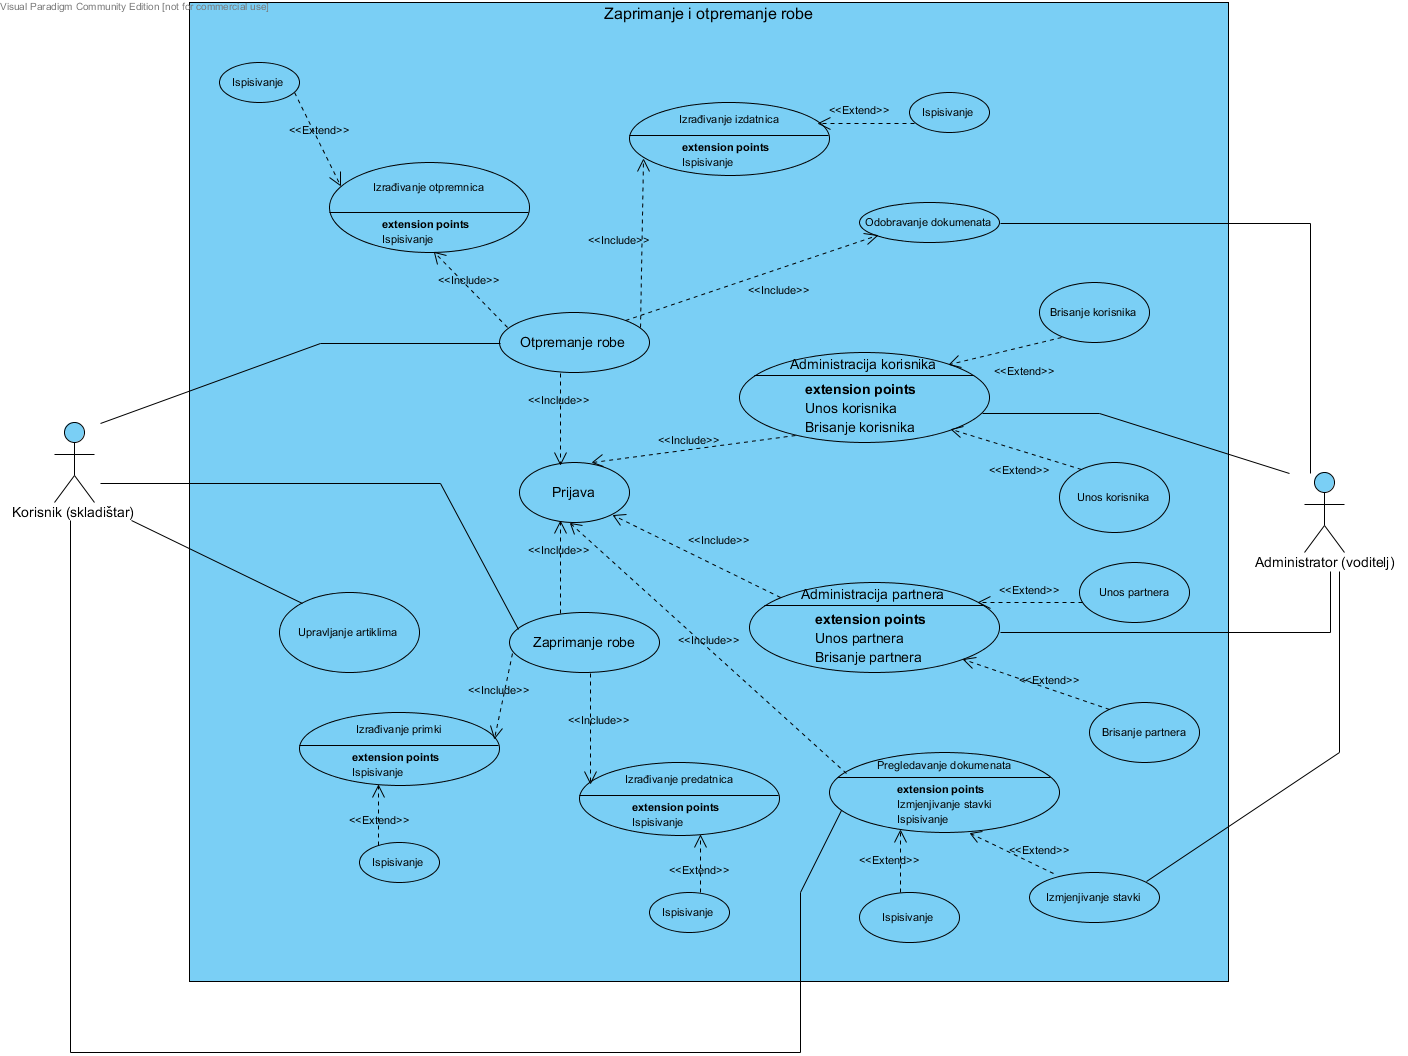 Visual Paradigm Community Edition [not for commercial use]
Zaprimanje i otpremanje robe
Ispisivanje
<<Extend>>
Izrađivanje otpremnica
extension points
Ispisivanje
<<Include>>
Izrađivanje izdatnica
extension points
Ispisivanje
<<Extend>>
Ispisivanje
<<Include>>
Odobravanje dokumenata
<<Include>>
Otpremanje robe
<<Include>>
Brisanje korisnika
<<Extend>>
Administracija korisnika
extension points
Unos korisnika
Brisanje korisnika
<<Include>>
<<Extend>>
Unos korisnika
Prijava
Korisnik (skladištar)
Administrator (voditelj)
<<Include>>
<<Include>>
<<Include>>
Administracija partnera
extension points
Unos partnera
Brisanje partnera
<<Extend>>
Unos partnera
<<Extend>>
Brisanje partnera
Upravljanje artiklima
Zaprimanje robe
<<Include>>
<<Include>>
Izrađivanje primki
extension points
Ispisivanje
<<Extend>>
Ispisivanje
Izrađivanje predatnica
extension points
Ispisivanje
<<Extend>>
Ispisivanje
Pregledavanje dokumenata
extension points
Izmjenjivanje stavki
Ispisivanje
<<Extend>>
<<Extend>>
Ispisivanje
Izmjenjivanje stavki